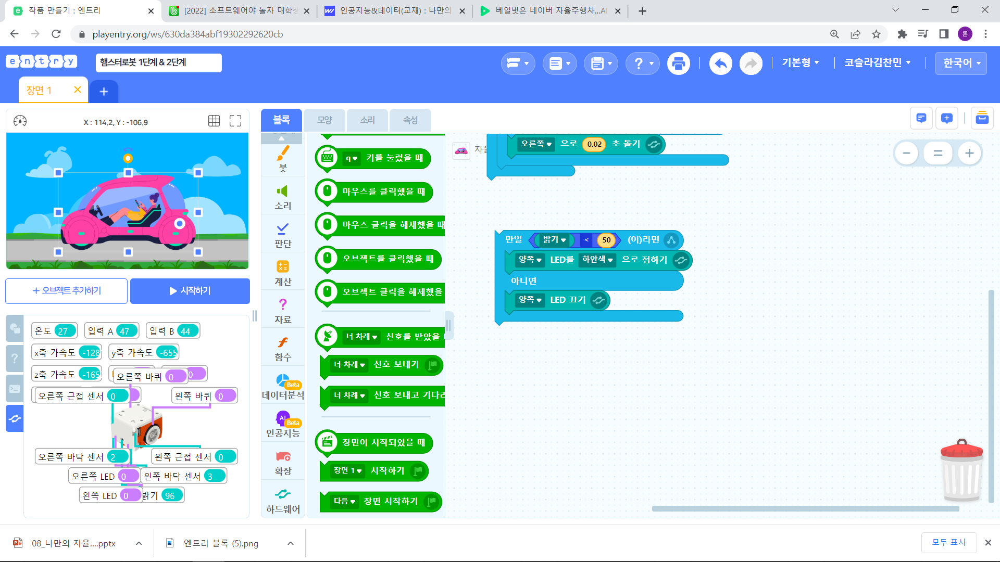 작품 만들기 : 엔트리
[2022] 소프트웨어야 놀자 대학생
인공지능&데이터(교재) : 나만의
베일벗은 네이버 자율주행차...AI
playentry.org/ws/630da384abf19302292620cb
론
entry
햄스터로봇 1단계 & 2단계
?
기본형
코슬라김찬민
한국어
장면 1
+
X : 114.2, Y : -106.9
블록
모양
소리
속성
+ 오브젝트 추가하기
시작하기
온도 27
입력 A 47
입력 B 44
x축 가속도 -128
y축 가속도 -655
z축 가속도 -165
오른쪽 바퀴 0
0
오른쪽 근접 센서 0
왼쪽 바퀴 0
오른쪽 바닥 센서 2
왼쪽 근접 센서 0
오른쪽 LED 0
왼쪽 바닥 센서 3
왼쪽 LED 0
밝기 96
붓
소리
판단
계산
자료
함수
Beta
데이터분석
AI
Beta
인공지능
확장
하드웨어
q 키를 눌렀을 때
마우스를 클릭했을 때
마우스 클릭을 해제했을 때
오브젝트를 클릭했을 때
오브젝트 클릭을 해제했을
너 차례 신호를 받았을
너 차례 신호 보내기
너 차례 신호 보내고 기다리
장면이 시작되었을 때
장면 1 시작하기
다음 장면 시작하기
오른쪽 으로 0.02 초 돌기
만일 밝기 < 50 (이)라면
양쪽 LED를 하얀색 으로 정하기
아니면
양쪽 LED 끄기
08_나만의 자율....pptx
엔트리 블록 (5).png
모두 표시